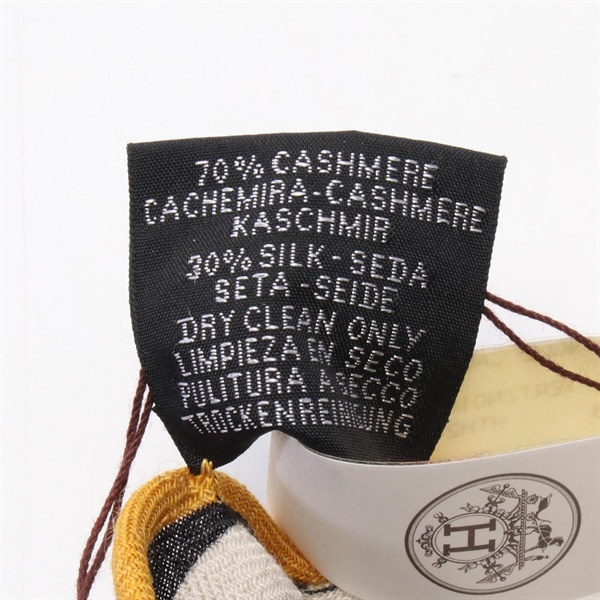 70% CASHMERE
CACHEMIRA-CASHMERE
KASCHMIR
30% SILK-SEDA
SETA-SEIDE
DRY CLEAN ONLY
LIMPIEZA EN SECO
PULITURA A SECCO
TROCKENREINIGUNG
H